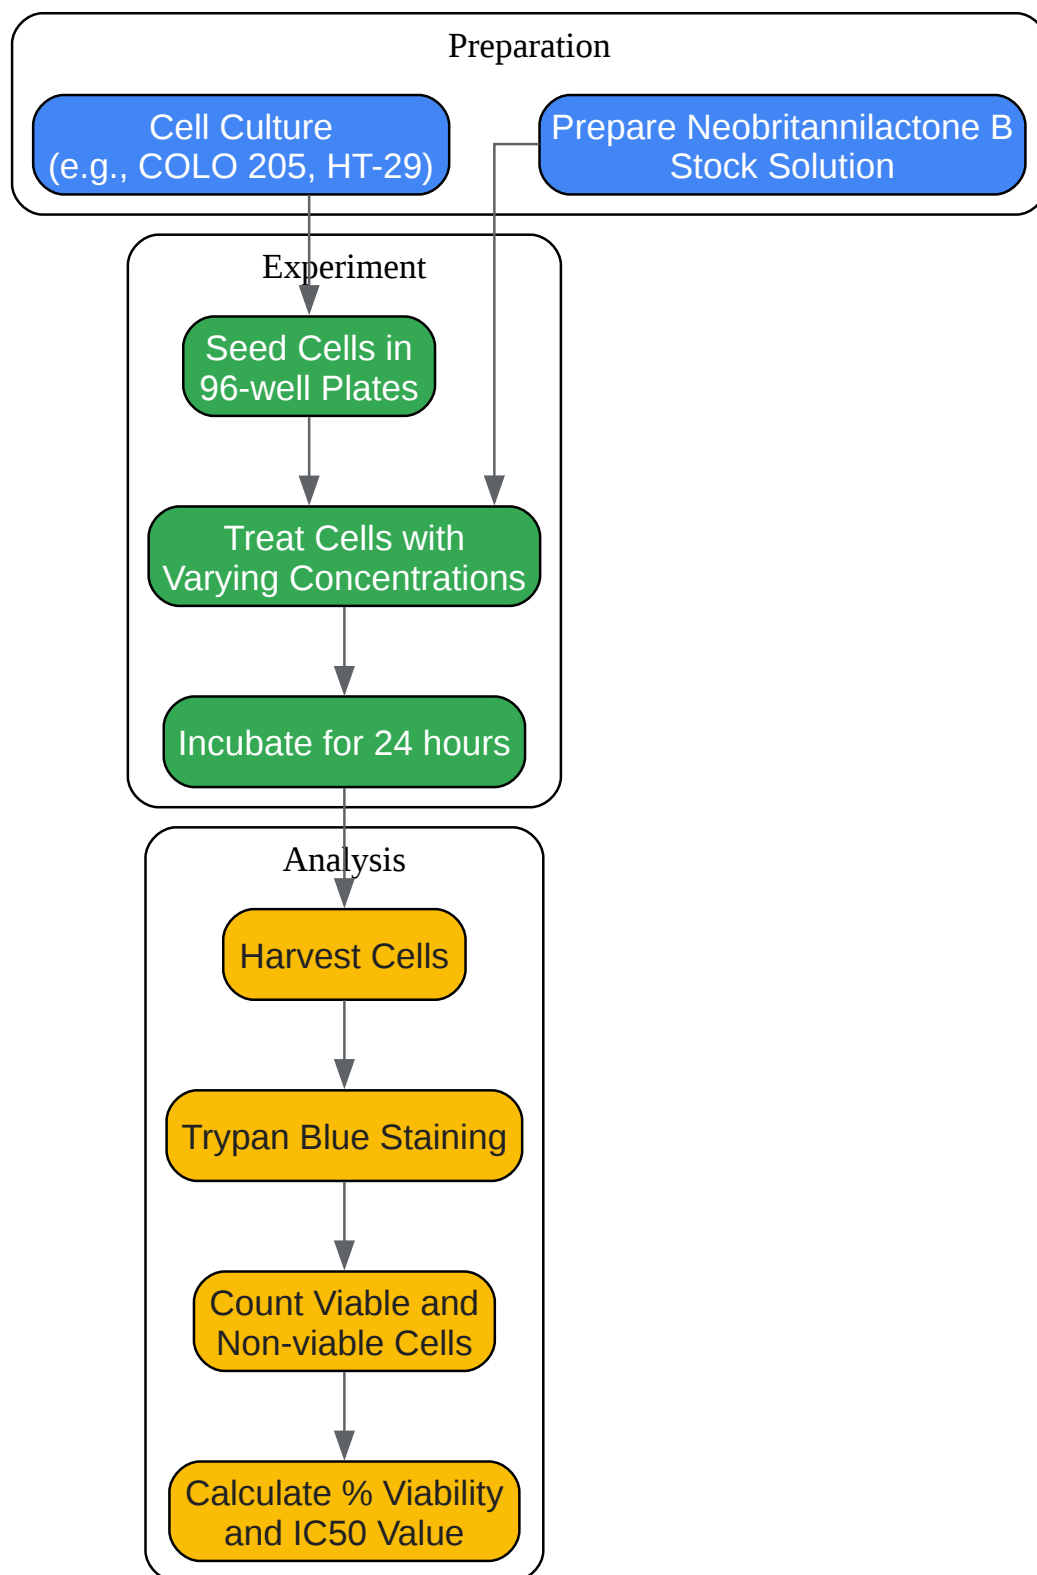 Preparation
Cell Culture
(e.g., COLO 205, HT-29)
Prepare Neobritannilactone B
Stock Solution
Experiment
Seed Cells in
96-well Plates
Treat Cells with
Varying Concentrations
Incubate for 24 hours
Analysis
Harvest Cells
Trypan Blue Staining
Count Viable and
Non-viable Cells
Calculate % Viability
and IC50 Value